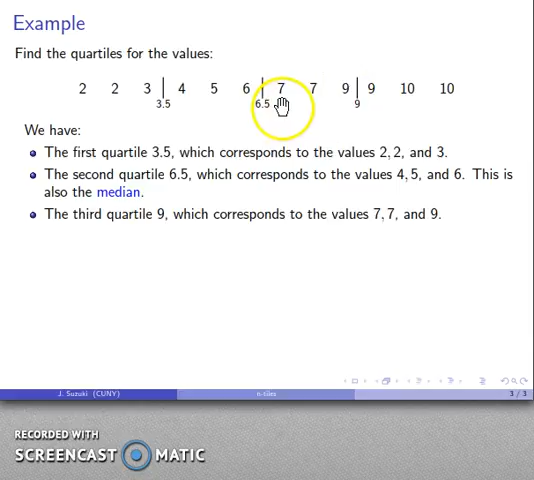 Example
Find the quartiles for the values:
2 2 3 4 5 6 7 7 9 9 10 10
3.5 6.5 9
We have:
The first quartile 3.5, which corresponds to the values 2, 2, and 3.
The second quartile 6.5, which corresponds to the values 4, 5, and 6. This is
also the median.
The third quartile 9, which corresponds to the values 7, 7, and 9.
J. Suzuki (CUNY) n-tiles 3 / 3
RECORDED WITH
SCREENCAST MATIC